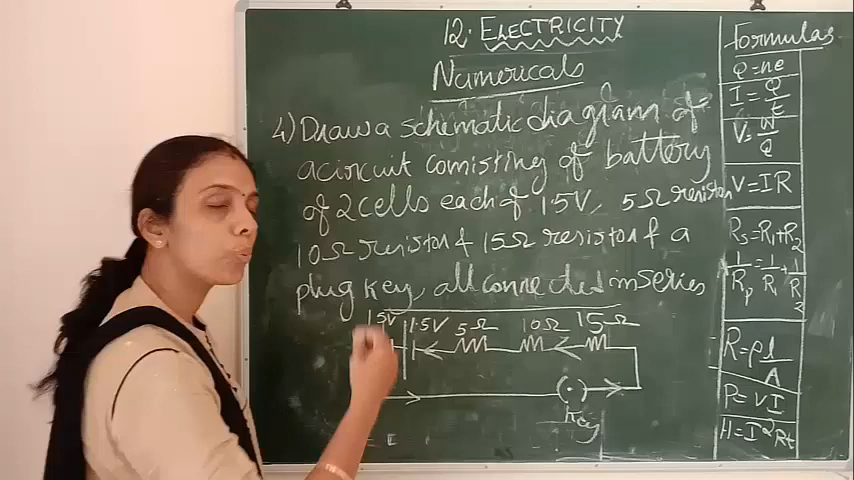 12. ELECTRICITY
Numericals
4) Draw a schematic diagram of
a circuit consisting of battery
of 2 cells each of 1.5V, 5Ω resistor
10Ω resistor & 15Ω resistor & a
plug key, all connected in series
1.5V 1.5V 5Ω 10Ω 15Ω
Key
Formulas
Q=ne
I=Q/t
V=W/Q
V=IR
Rs=R1+R2
1/Rp=1/R1+1/R2
R=ρl/A
P=VI
H=I²Rt